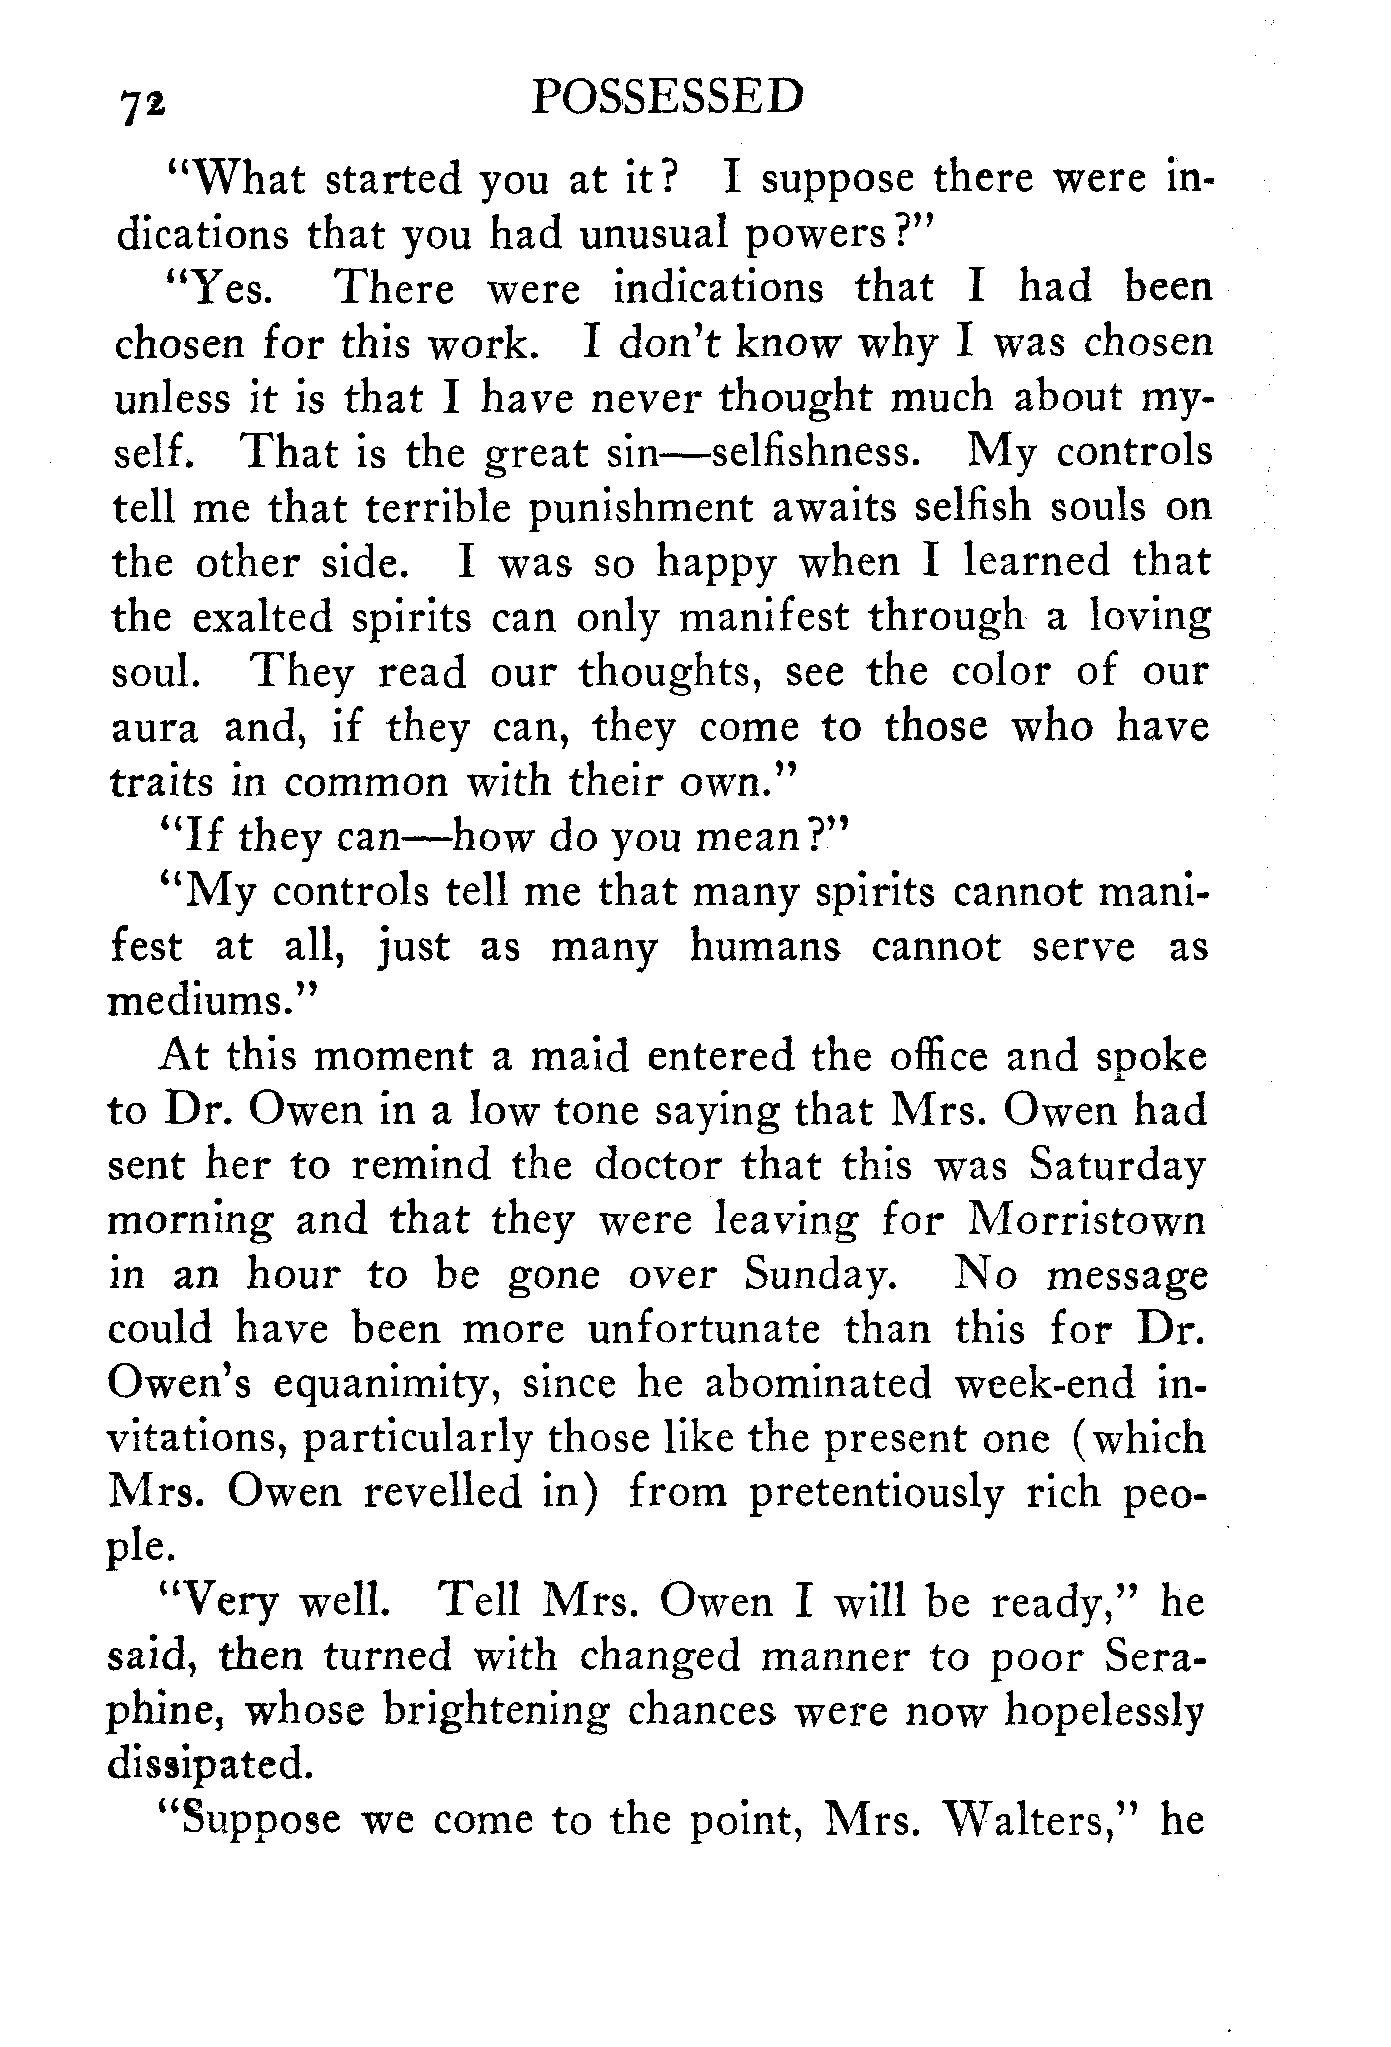 72 POSSESSED
“What started you at it? I suppose there were in-
dications that you had unusual powers?”
“Yes. There were indications that I had been
chosen for this work. I don't know why I was chosen
unless it is that I have never thought much about my-
self. That is the great sin—selfishness. My controls
tell me that terrible punishment awaits selfish souls on
the other side. I was so happy when I learned that
the exalted spirits can only manifest through a loving
soul. They read our thoughts, see the color of our
aura and, if they can, they come to those who have
traits in common with their own.”
“If they can—how do you mean?”
“My controls tell me that many spirits cannot mani-
fest at all, just as many humans cannot serve as
mediums.”
At this moment a maid entered the office and spoke
to Dr. Owen in a low tone saying that Mrs. Owen had
sent her to remind the doctor that this was Saturday
morning and that they were leaving for Morristown
in an hour to be gone over Sunday. No message
could have been more unfortunate than this for Dr.
Owen's equanimity, since he abominated week-end in-
vitations, particularly those like the present one (which
Mrs. Owen revelled in) from pretentiously rich peo-
ple.
“Very well. Tell Mrs. Owen I will be ready,” he
said, then turned with changed manner to poor Sera-
phine, whose brightening chances were now hopelessly
dissipated.
“Suppose we come to the point, Mrs. Walters,” he